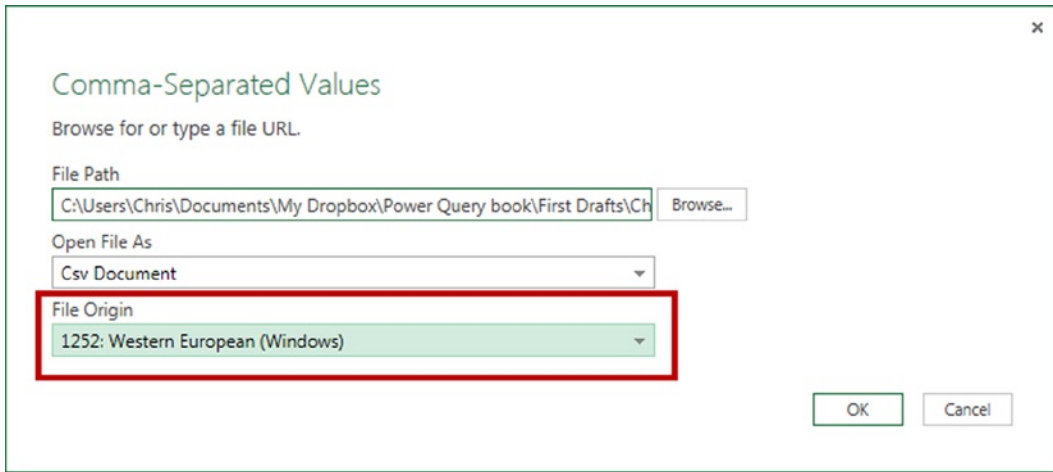 Comma-Separated Values
Browse for or type a file URL.
File Path
C:\Users\Chris\Documents\My Dropbox\Power Query book\First Drafts\Ch Browse...
Open File As
Csv Document
File Origin
1252: Western European (Windows)
OK Cancel